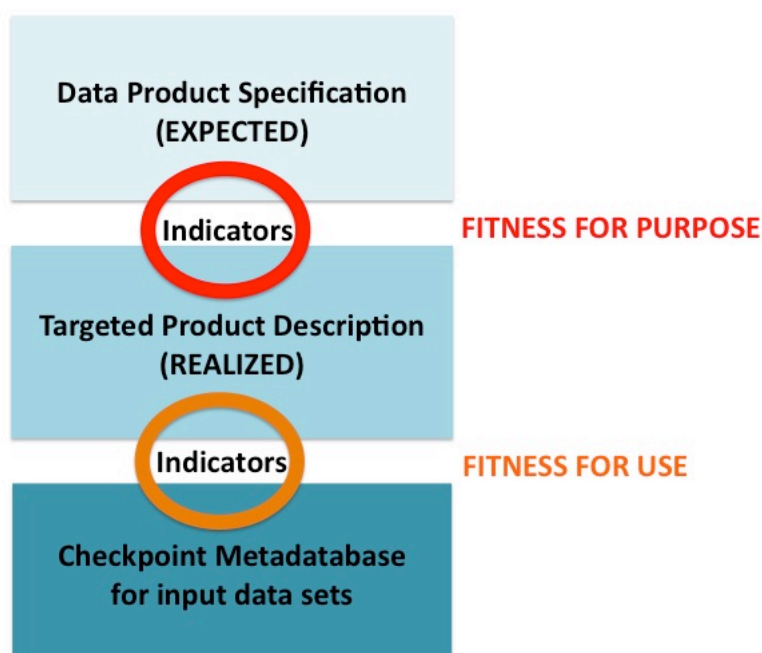 Data Product Specification
(EXPECTED)
Indicators
FITNESS FOR PURPOSE
Targeted Product Description
(REALIZED)
Indicators
FITNESS FOR USE
Checkpoint Metadatabase
for input data sets